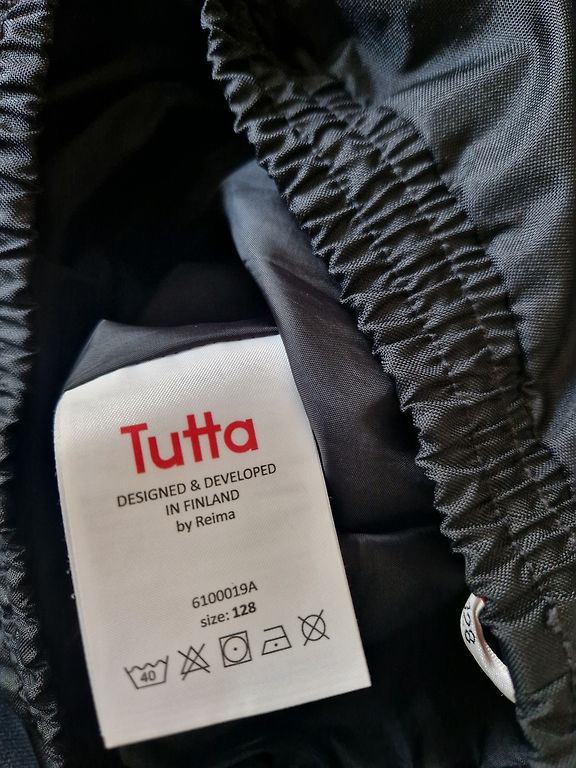 Tutta
DESIGNED & DEVELOPED
IN FINLAND
by Reima
6100019A
size: 128
40